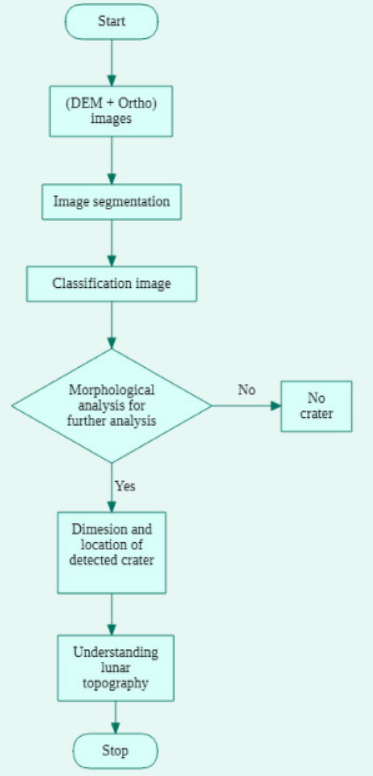 Start
(DEM + Ortho)
images
Image segmentation
Classification image
Morphological
analysis for
further analysis
No
No
crater
Yes
Dimesion and
location of
detected crater
Understanding
lunar
topography
Stop